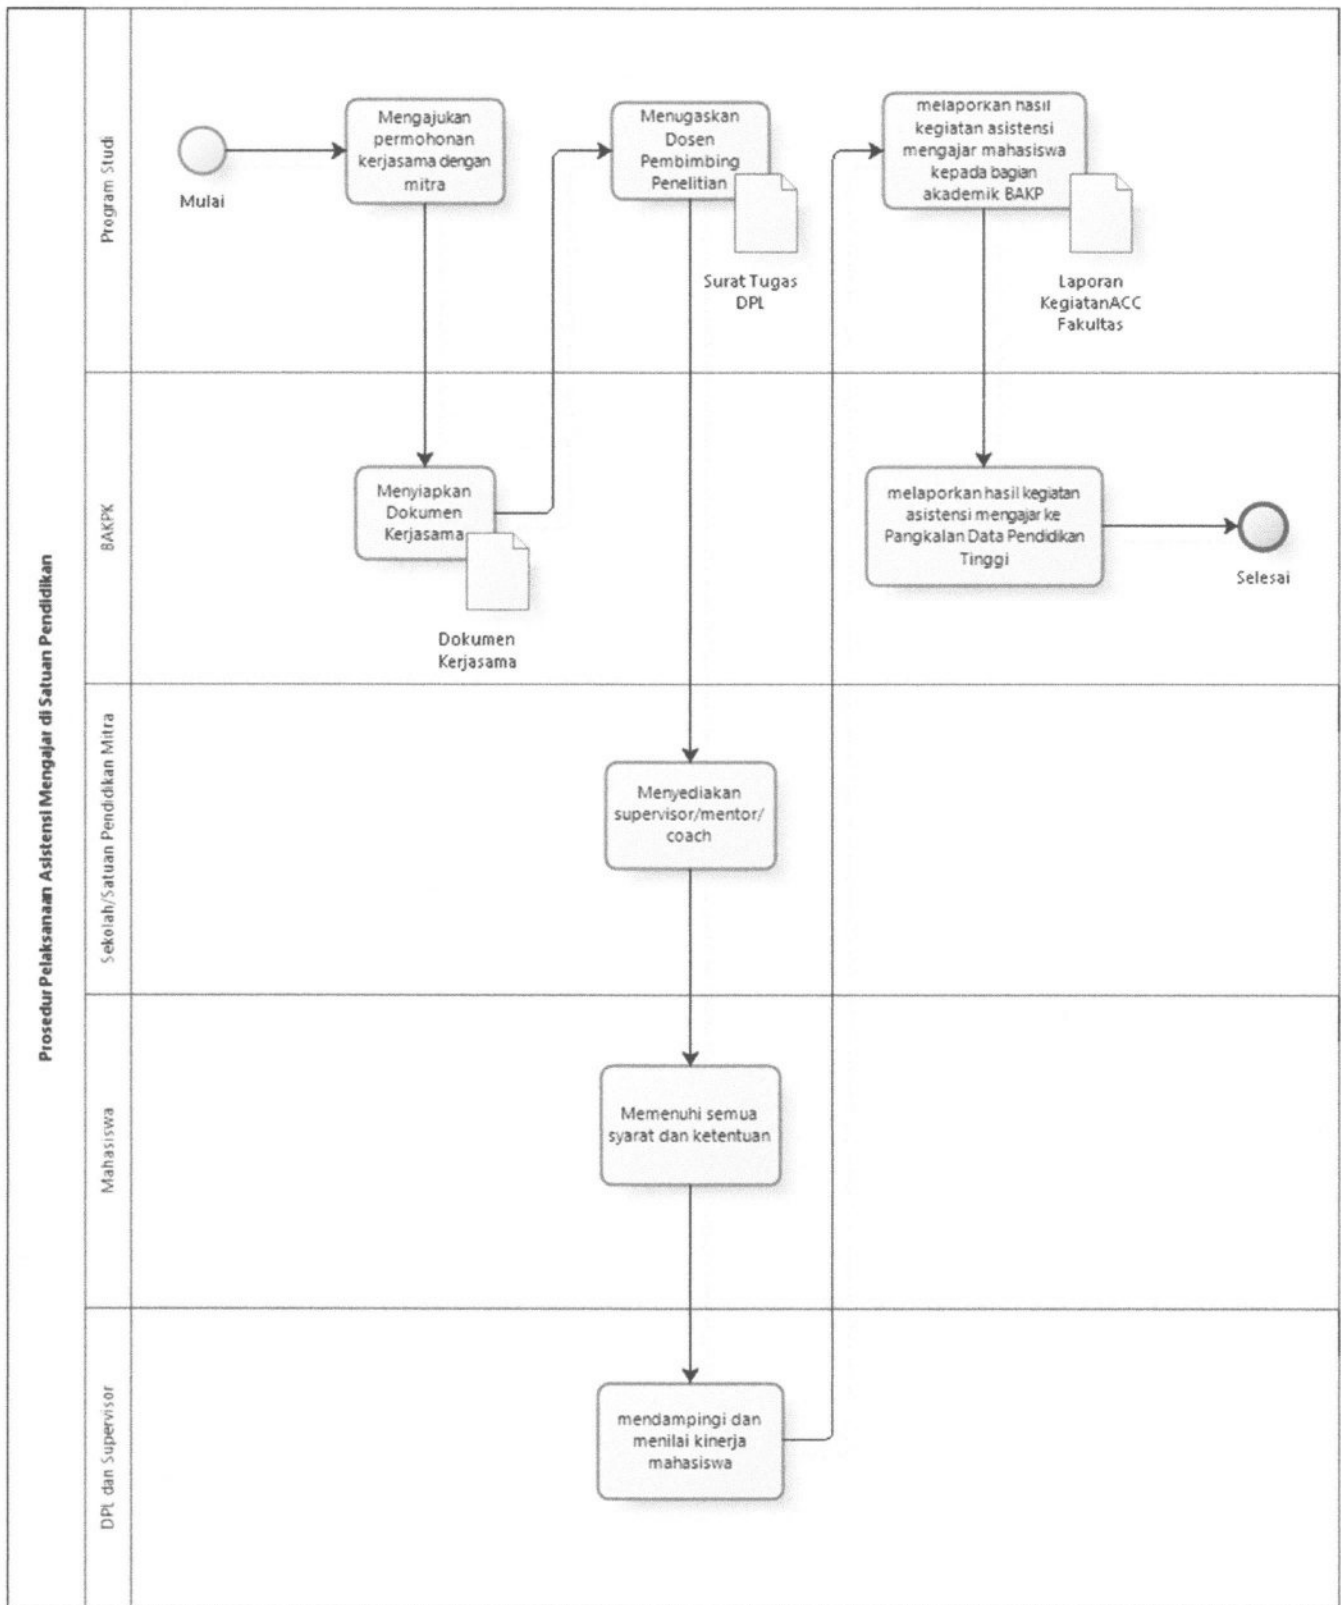 Prosedur Pelaksanaan Asistensi Mengajar di Satuan Pendidikan
Program Studi
Mulai
Mengajukan
permohonan
kerjasama dengan
mitra
Menugaskan
Dosen
Pembimbing
Penelitian
Surat Tugas
DPL
melaporkan hasil
kegiatan asistensi
mengajar mahasiswa
kepada bagian
akademik BAKP
Laporan
KegiatanACC
Fakultas
BAKPK
Menyiapkan
Dokumen
Kerjasama
Dokumen
Kerjasama
melaporkan hasil kegiatan
asistensi mengajar ke
Pangkalan Data Pendidikan
Tinggi
Selesai
Sekolah/Satuan Pendidikan Mitra
Menyediakan
supervisor/mentor/
coach
Mahasiswa
Memenuhi semua
syarat dan ketentuan
DPL dan Supervisor
mendampingi dan
menilai kinerja
mahasiswa